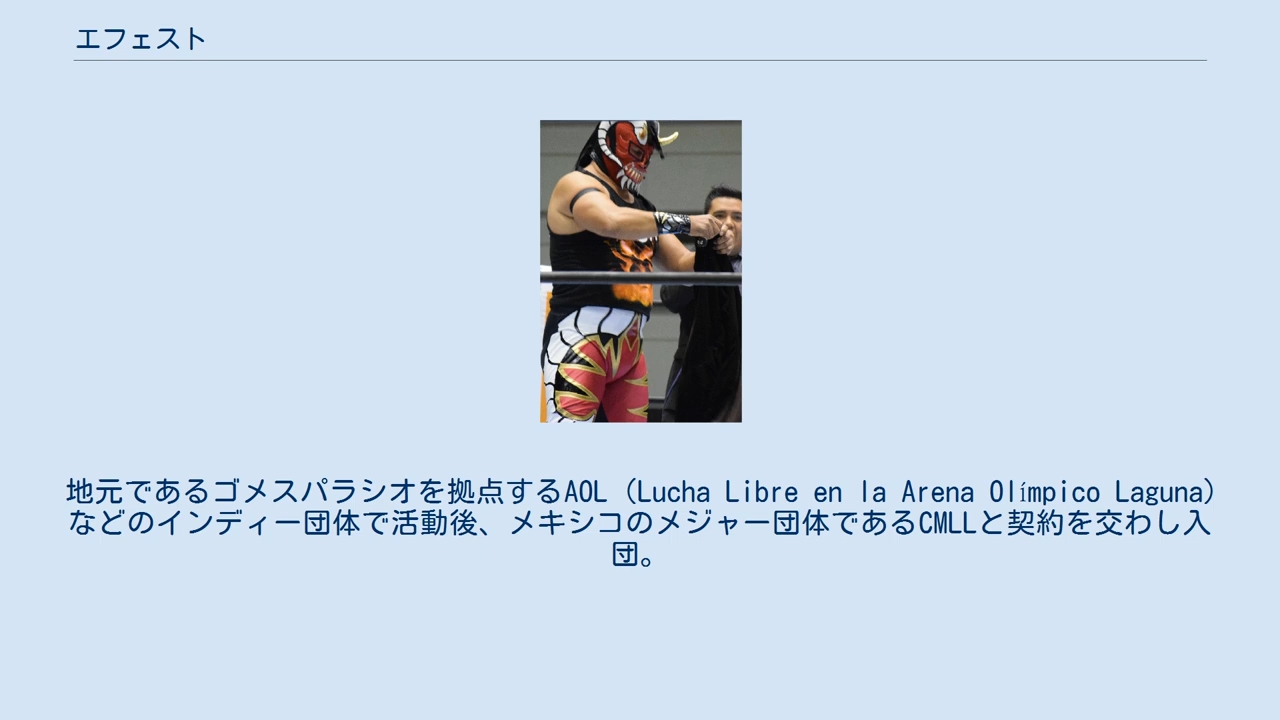 エフェスト
地元であるゴメスパラシオを拠点するAOL（Lucha Libre en la Arena Olímpico Laguna）
などのインディー団体で活動後、メキシコのメジャー団体であるCMLLと契約を交わし入
団。